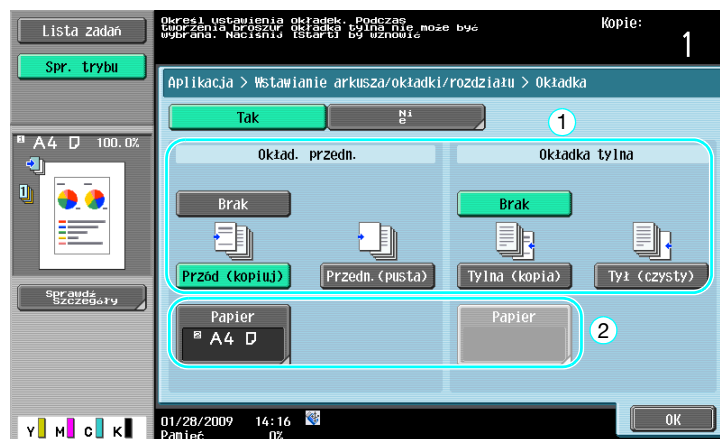 Lista zadań
Określ ustawienia okładek. Podczas
tworzenia broszur okładka tylna nie może być
wybrana. Naciśnij [Start] by wznowić
Kopie:
1
Spr. trybu
Aplikacja > Wstawianie arkusza/okładki/rozdziału > Okładka
Tak
Ni
e
1
A4 100.0%
Okład. przedn.
Okładka tylna
Brak
Brak
1
Przód (kopiuj)
Przedn.(pusta)
Tylna (kopia)
Tył (czysty)
Sprawdź
Szczegóły
Papier
Papier
2
A4
OK
Y M C K
01/28/2009 14:16
Pamięć 0%